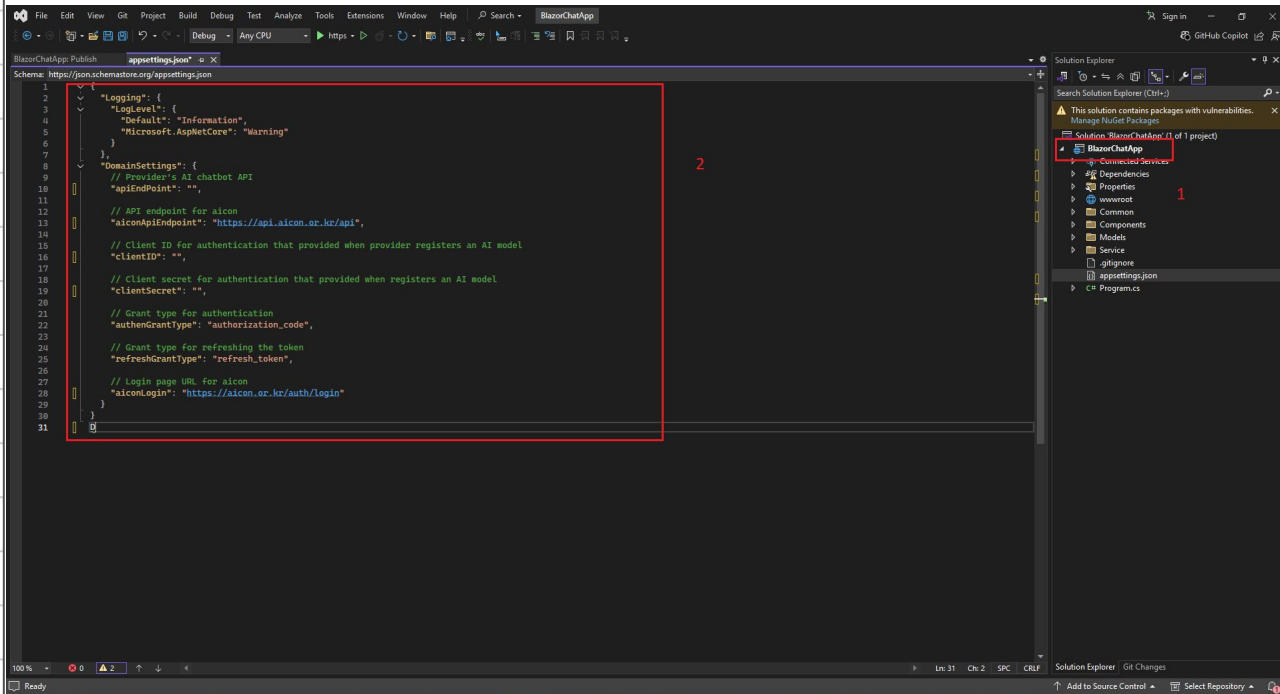 File Edit View Git Project Build Debug Test Analyze Tools Extensions Window Help Search BlazorChatApp Sign in
Debug Any CPU https GitHub Copilot
BlazorChatApp: Publish appsettings.json* Solution Explorer
Schema: https://json.schemastore.org/appsettings.json
Search Solution Explorer (Ctrl+;)
This solution contains packages with vulnerabilities.
Manage NuGet Packages
Solution 'BlazorChatApp' (1 of 1 project)
BlazorChatApp
Connected Services
Dependencies
Properties
wwwroot
Common
Components
Models
Service
.gitignore
appsettings.json
C# Program.cs
1
2
1 {
2 "Logging": {
3 "LogLevel": {
4 "Default": "Information",
5 "Microsoft.AspNetCore": "Warning"
6 }
7 },
8 "DomainSettings": {
9 // Provider's AI chatbot API
10 "apiEndPoint": "",
11
12 // API endpoint for aicon
13 "aiconApiEndpoint": "https://api.aicon.or.kr/api",
14
15 // Client ID for authentication that provided when provider registers an AI model
16 "clientID": "",
17
18 // Client secret for authentication that provided when registers an AI model
19 "clientSecret": "",
20
21 // Grant type for authentication
22 "authenGrantType": "authorization_code",
23
24 // Grant type for refreshing the token
25 "refreshGrantType": "refresh_token",
26
27 // Login page URL for aicon
28 "aiconLogin": "https://aicon.or.kr/auth/login"
29 }
30 }
31 D
100 % 0 2 Ln: 31 Ch: 2 SPC CRLF Solution Explorer Git Changes
Ready Add to Source Control Select Repository